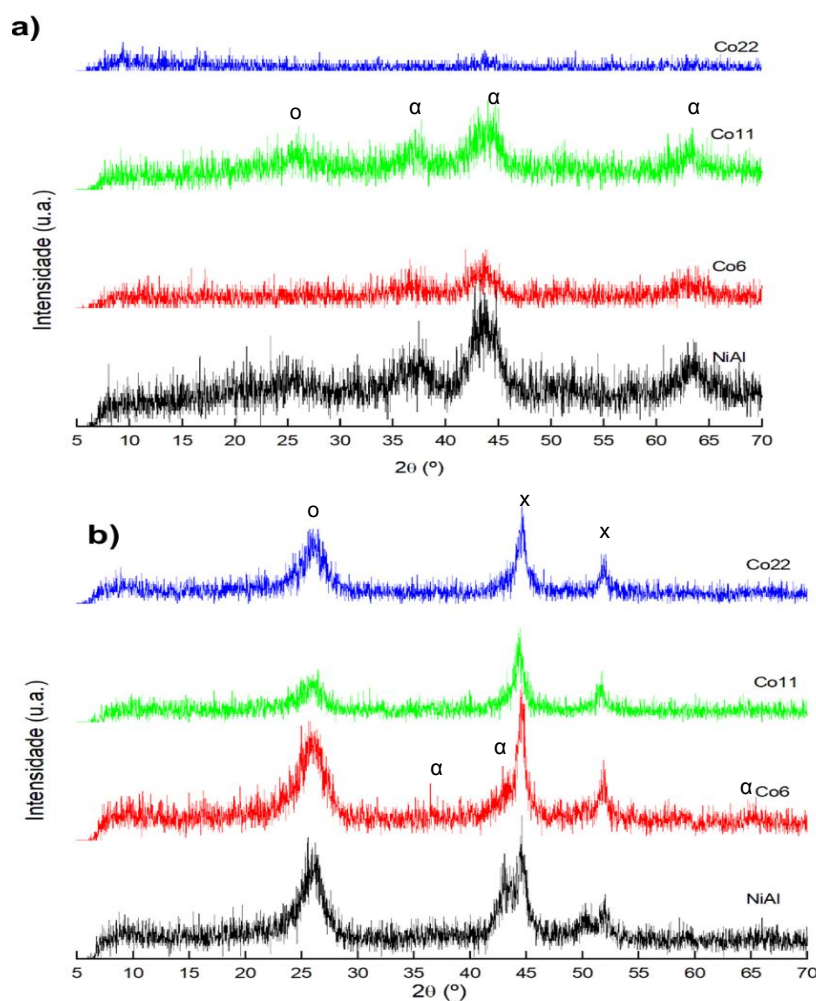 a)
Co22
o
α
α
α
Co11
Co6
NiAl
Intensidade (u.a.)
5 10 15 20 25 30 35 40 45 50 55 60 65 70
2θ (º)
b)
o
x
x
Co22
Co11
α
α
α
Co6
NiAl
Intensidade (u.a.)
5 10 15 20 25 30 35 40 45 50 55 60 65 70
2θ (º)